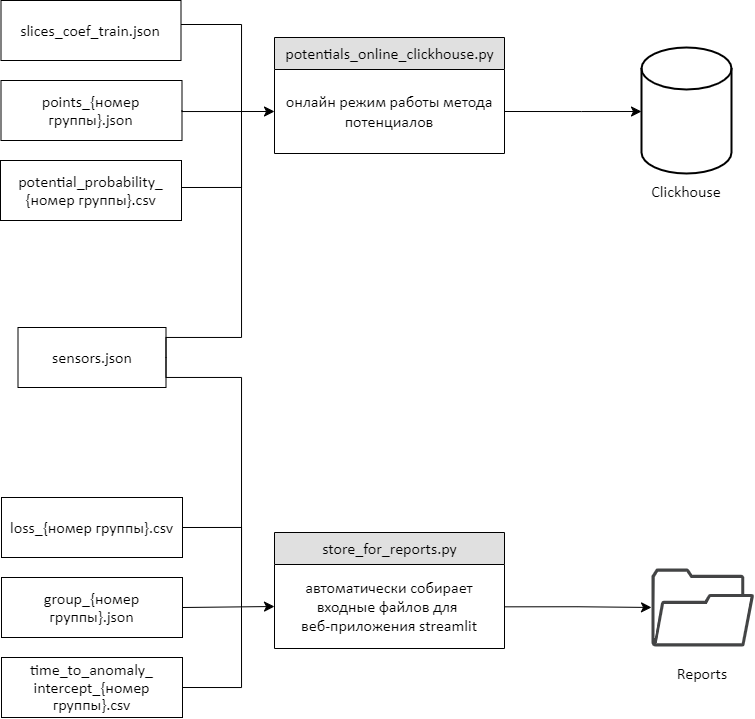 slices_coef_train.json
points_{номер
группы}.json
potential_probability_
{номер группы}.csv
potentials_online_clickhouse.py
онлайн режим работы метода
потенциалов
Clickhouse
sensors.json
loss_{номер группы}.csv
group_{номер
группы}.json
time_to_anomaly_
intercept_{номер
группы}.csv
store_for_reports.py
автоматически собирает
входные файлов для
веб-приложения streamlit
Reports